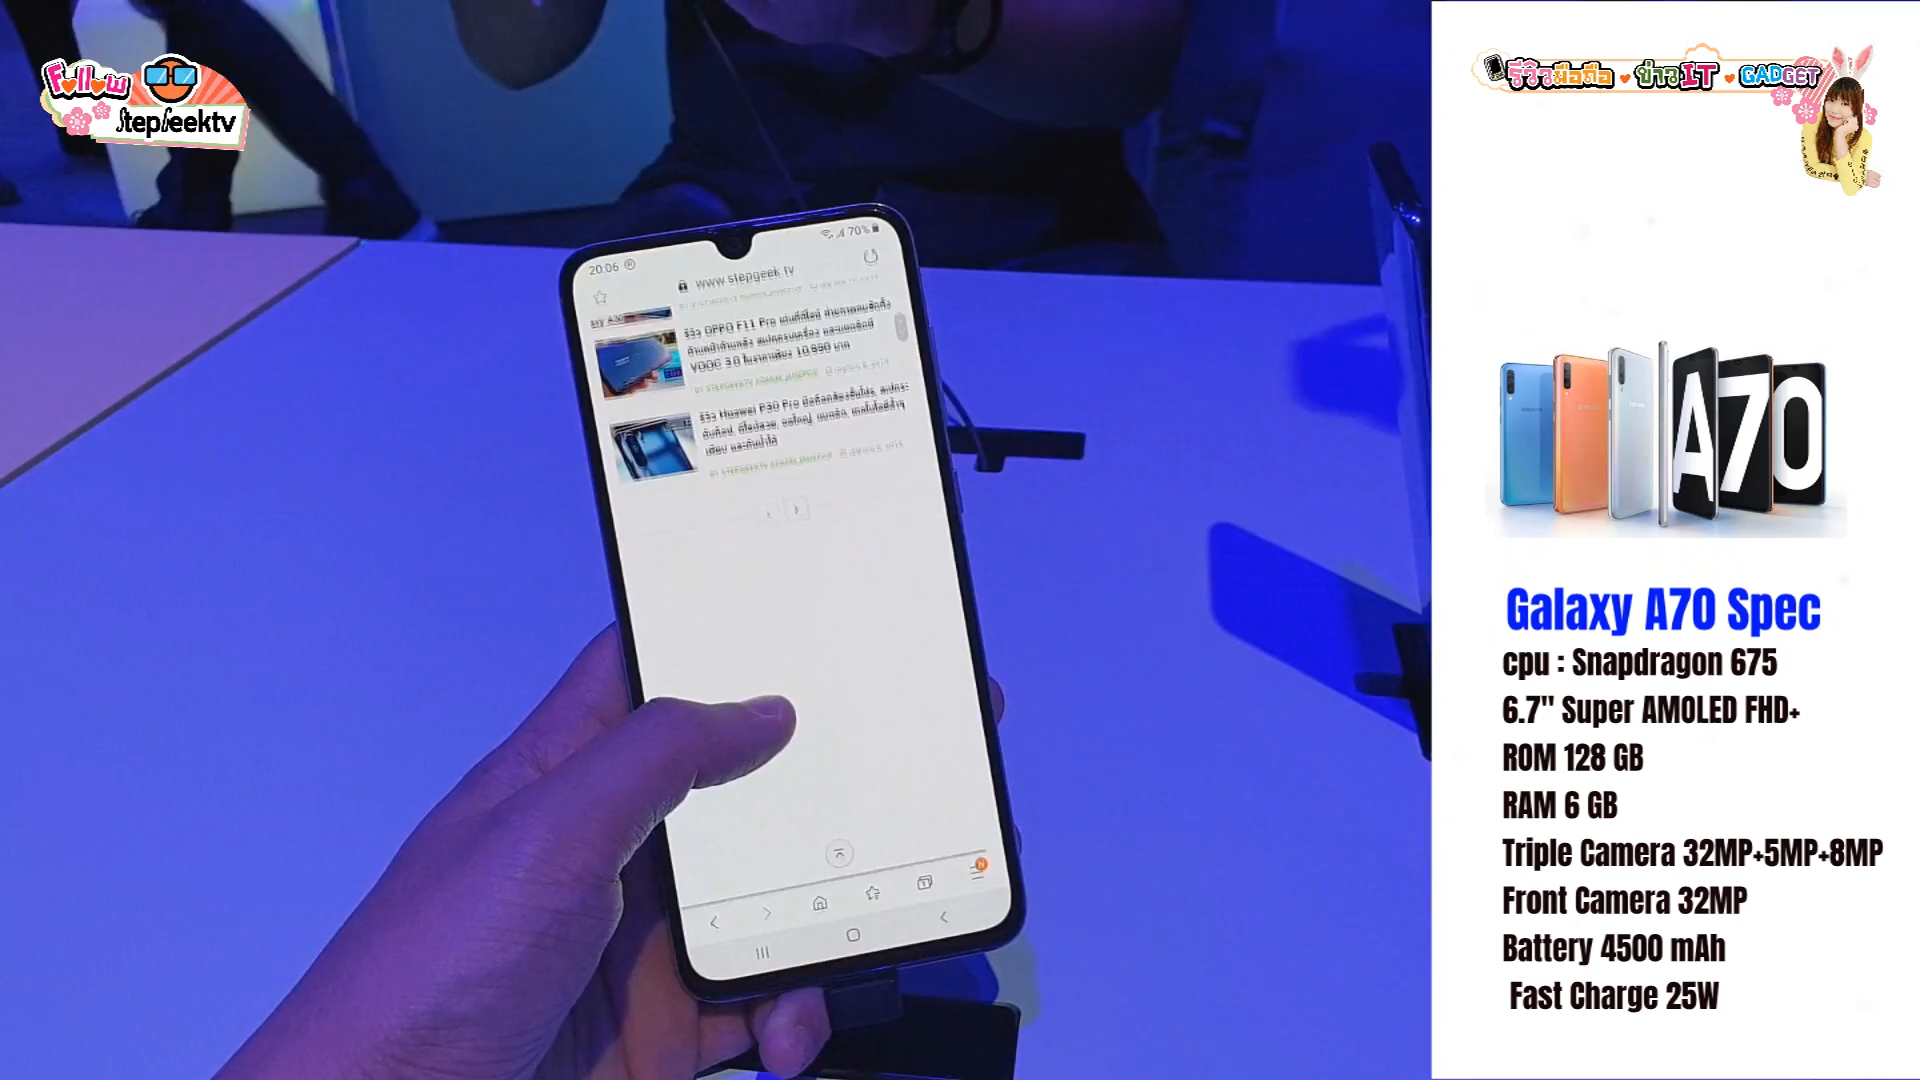 Follow
StepGeektv
รีวิวมือถือ ข่าวIT GADGET
20:06
70%
www.stepgeek.tv
รีวิว OPPO F11 Pro
VOOC 3.0 ในราคาเพียง 10,990 บาท
BY STEPGEEKTV
รีวิว Huawei P30 Pro
BY STEPGEEKTV
N
A70
Galaxy A70 Spec
cpu : Snapdragon 675
6.7" Super AMOLED FHD+
ROM 128 GB
RAM 6 GB
Triple Camera 32MP+5MP+8MP
Front Camera 32MP
Battery 4500 mAh
Fast Charge 25W